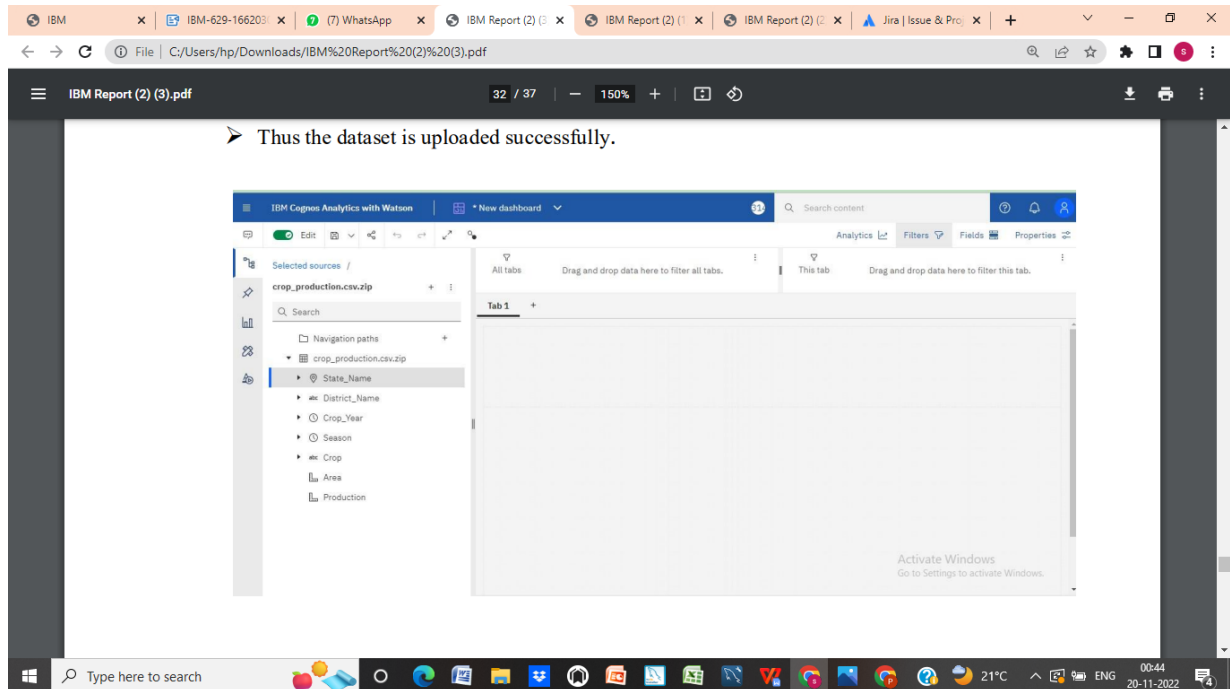 IBM
IBM-629-166203
(7) WhatsApp
IBM Report (2) (3
IBM Report (2) (1
IBM Report (2) (2
Jira | Issue & Proj
File | C:/Users/hp/Downloads/IBM%20Report%20(2)%20(3).pdf
S
IBM Report (2) (3).pdf
32 / 37
150%
➢ Thus the dataset is uploaded successfully.
IBM Cognos Analytics with Watson
* New dashboard
Search content
Edit
Analytics
Filters
Fields
Properties
Selected sources /
All tabs
Drag and drop data here to filter all tabs.
This tab
Drag and drop data here to filter this tab.
crop_production.csv.zip
Tab 1
Search
Navigation paths
crop_production.csv.zip
State_Name
abc District_Name
Crop_Year
Season
abc Crop
Area
Production
Activate Windows
Go to Settings to activate Windows.
Type here to search
21°C
ENG
00:44
20-11-2022
4